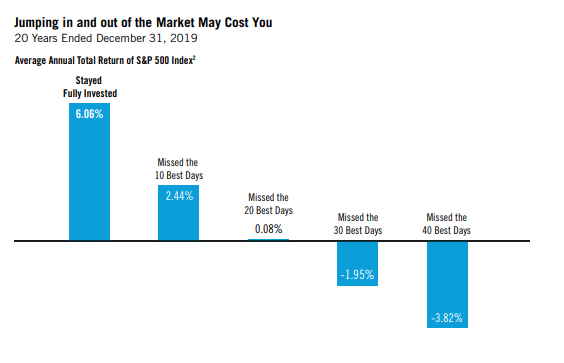 Jumping in and out of the Market May Cost You
20 Years Ended December 31, 2019
Average Annual Total Return of S&P 500 Index²
Stayed
Fully Invested
6.06%
Missed the
10 Best Days
2.44%
Missed the
20 Best Days
0.08%
Missed the
30 Best Days
-1.95%
Missed the
40 Best Days
-3.82%